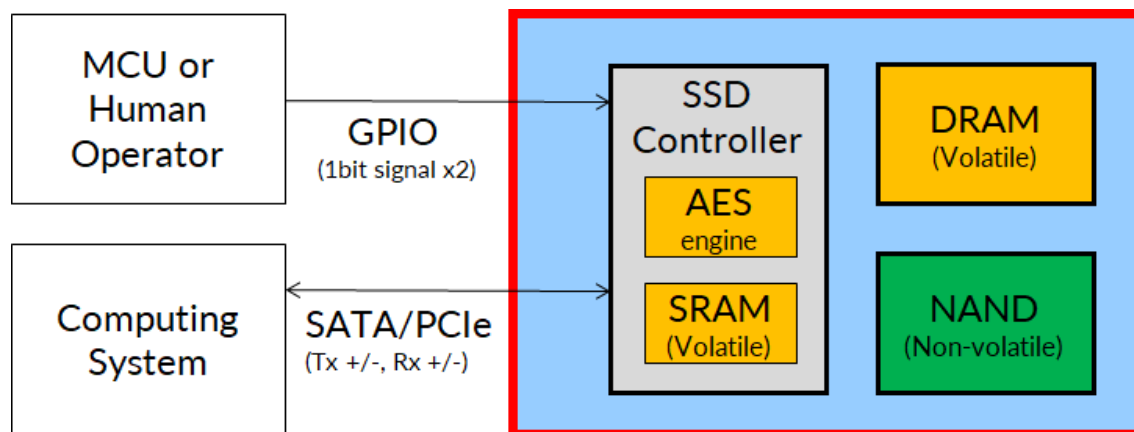 MCU or
Human
Operator
GPIO
(1bit signal x2)
Computing
System
SATA/PCIe
(Tx +/-, Rx +/-)
SSD
Controller
AES
engine
SRAM
(Volatile)
DRAM
(Volatile)
NAND
(Non-volatile)